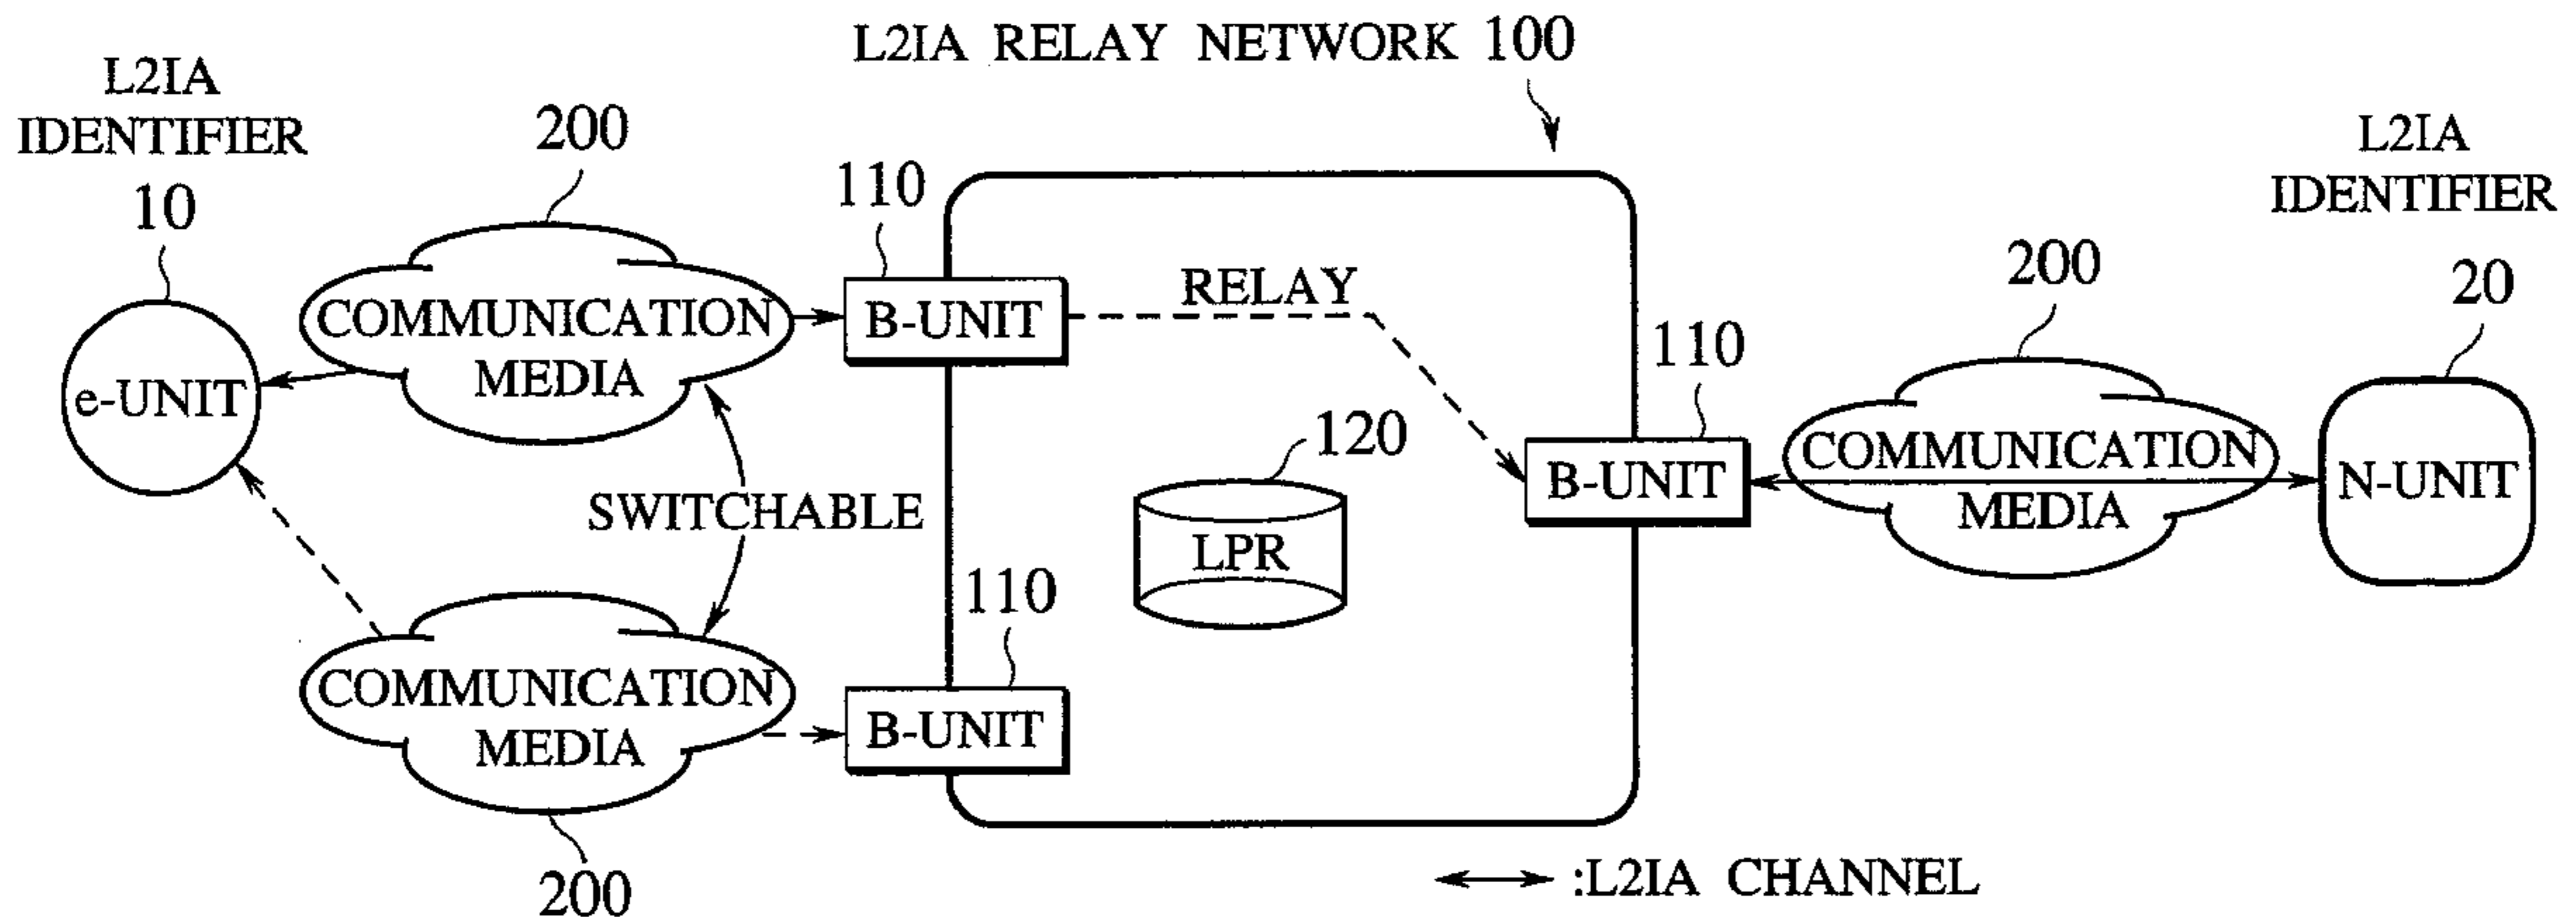 L2IA RELAY NETWORK 100
L2IA
IDENTIFIER
10
200
110
L2IA
IDENTIFIER
20
200
COMMUNICATION
MEDIA
B-UNIT
RELAY
110
e-UNIT
COMMUNICATION
MEDIA
N-UNIT
B-UNIT
120
LPR
SWITCHABLE
110
COMMUNICATION
MEDIA
B-UNIT
200
:L2IA CHANNEL